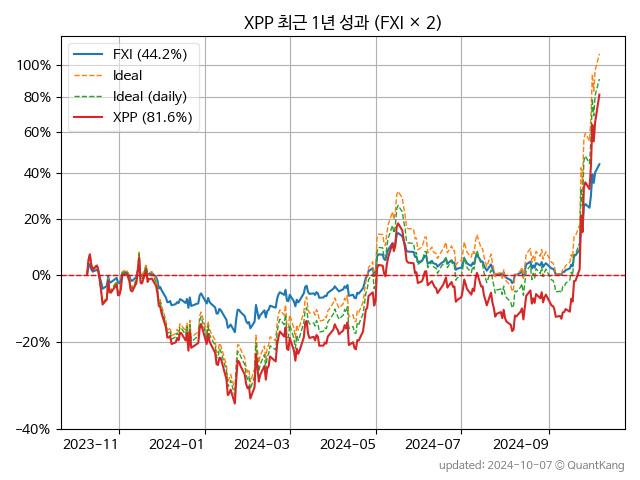 XPP 최근 1년 성과 (FXI × 2)
FXI (44.2%)
Ideal
Ideal (daily)
XPP (81.6%)
100%
80%
60%
40%
20%
0%
−20%
−40%
2023-11
2024-01
2024-03
2024-05
2024-07
2024-09
updated: 2024-10-07 © QuantKang